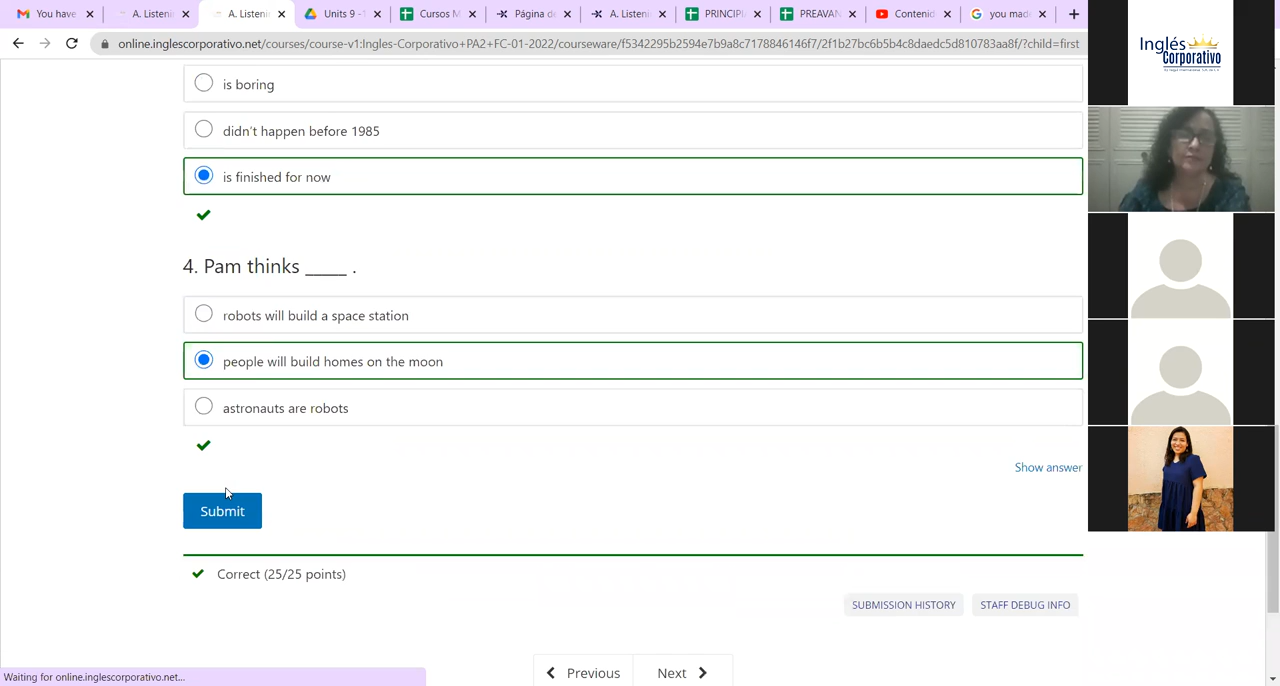 You have
A. Listenin
A. Listenin
Units 9 -
Cursos M
Página de
A. Listeni
PRINCIPI
PREAVAN
Contenid
you made
online.inglescorporativo.net/courses/course-v1:Ingles-Corporativo+PA2+FC-01-2022/courseware/f5342295b2594e7b9a8c7178846146f7/2f1b27bc6b5b4c8daedc5d810783aa8f/?child=first
Inglés
Corporativo
is boring
didn't happen before 1985
is finished for now
4. Pam thinks _____ .
robots will build a space station
people will build homes on the moon
astronauts are robots
Show answer
Submit
Correct (25/25 points)
SUBMISSION HISTORY
STAFF DEBUG INFO
Previous
Next
Waiting for online.inglescorporativo.net...